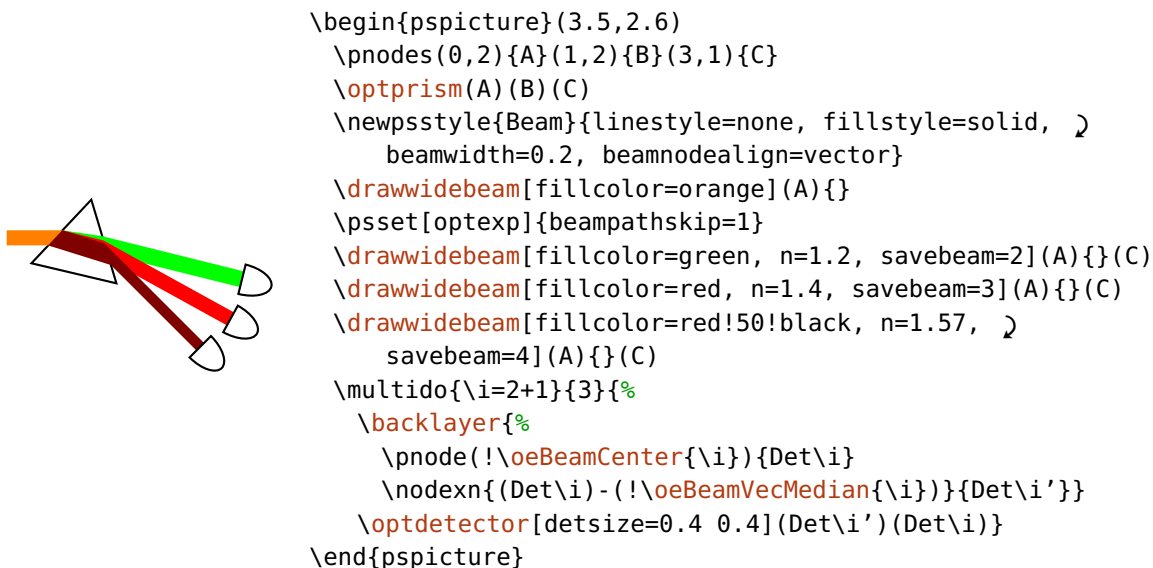 \begin{pspicture}(3.5,2.6)
\pnodes(0,2){A}(1,2){B}(3,1){C}
\optprism(A)(B)(C)
\newpsstyle{Beam}{linestyle=none, fillstyle=solid, ⤸
beamwidth=0.2, beamnodealign=vector}
\drawwidebeam[fillcolor=orange](A){}
\psset[optexp]{beampathskip=1}
\drawwidebeam[fillcolor=green, n=1.2, savebeam=2](A){}(C)
\drawwidebeam[fillcolor=red, n=1.4, savebeam=3](A){}(C)
\drawwidebeam[fillcolor=red!50!black, n=1.57, ⤸
savebeam=4](A){}(C)
\multido{\i=2+1}{3}{%
\backlayer{%
\pnode(!\oeBeamCenter{\i}){Det\i}
\nodexn{(Det\i)-(!\oeBeamVecMedian{\i})}{Det\i’}}
\optdetector[detsize=0.4 0.4](Det\i’)(Det\i)}
\end{pspicture}